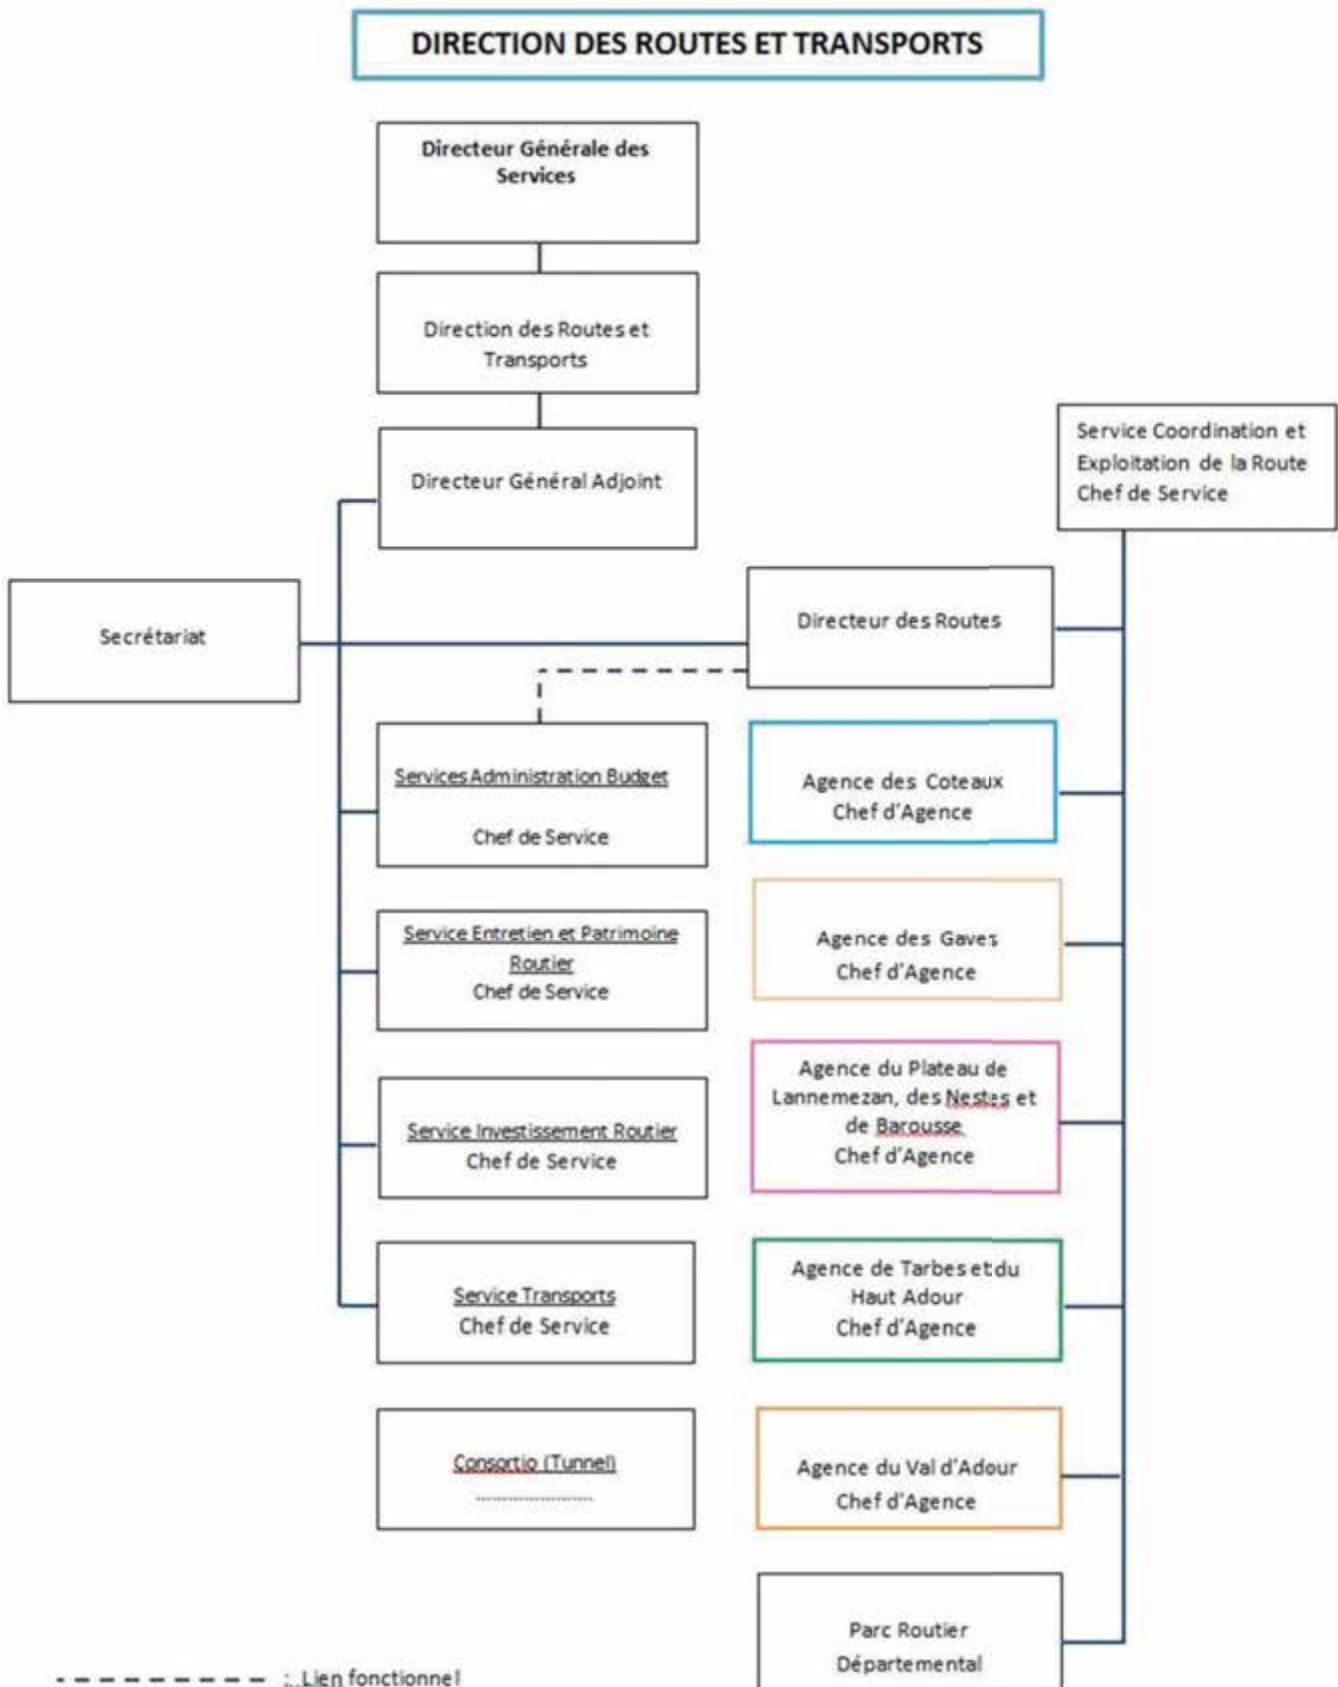 DIRECTION DES ROUTES ET TRANSPORTS
Directeur Générale des
Services
Direction des Routes et
Transports
Directeur Général Adjoint
Service Coordination et
Exploitation de la Route
Chef de Service
Secrétariat
Directeur des Routes
Services Administration Budget
Chef de Service
Agence des Coteaux
Chef d'Agence
Service Entretien et Patrimoine
Routier
Chef de Service
Agence des Gaves
Chef d'Agence
Service Investissement Routier
Chef de Service
Agence du Plateau de
Lannemezan, des Nestes et
de Barousse
Chef d'Agence
Service Transports
Chef de Service
Agence de Tarbes et du
Haut Adour
Chef d'Agence
Consortio (Tunnel)
......................
Agence du Val d'Adour
Chef d'Agence
Parc Routier
Départemental
: Lien fonctionnel